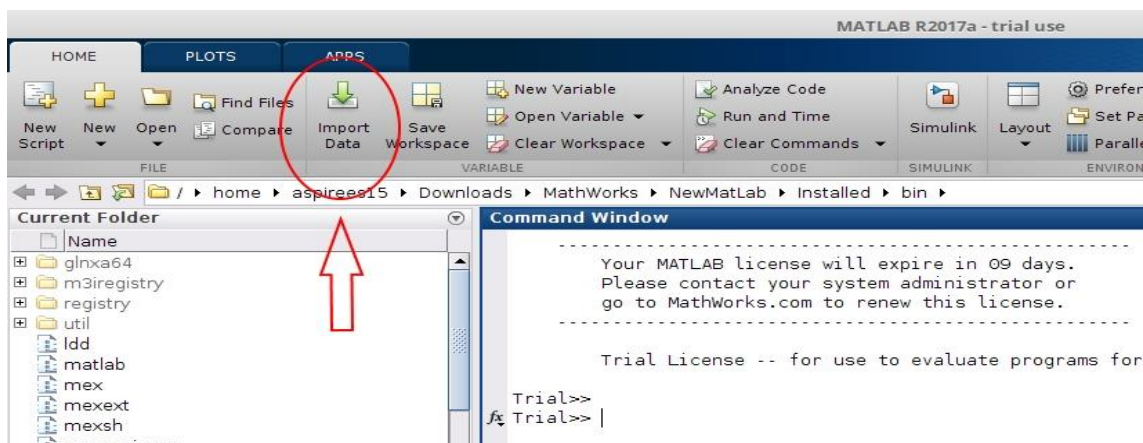 MATLAB R2017a - trial use
HOME PLOTS APPS
New Script
New
Open
Find Files
Compare
Import Data
Save Workspace
New Variable
Open Variable
Clear Workspace
Analyze Code
Run and Time
Clear Commands
Simulink
Layout
Prefer
Set Pa
Paralle
FILE VARIABLE CODE SIMULINK ENVIRON
/ home aspirees15 Downloads MathWorks NewMatLab Installed bin
Current Folder
Name
glnxa64
m3iregistry
registry
util
ldd
matlab
mex
mexext
mexsh
Command Window
Your MATLAB license will expire in 09 days.
Please contact your system administrator or
go to MathWorks.com to renew this license.
Trial License -- for use to evaluate programs for
Trial>>
fx Trial>>